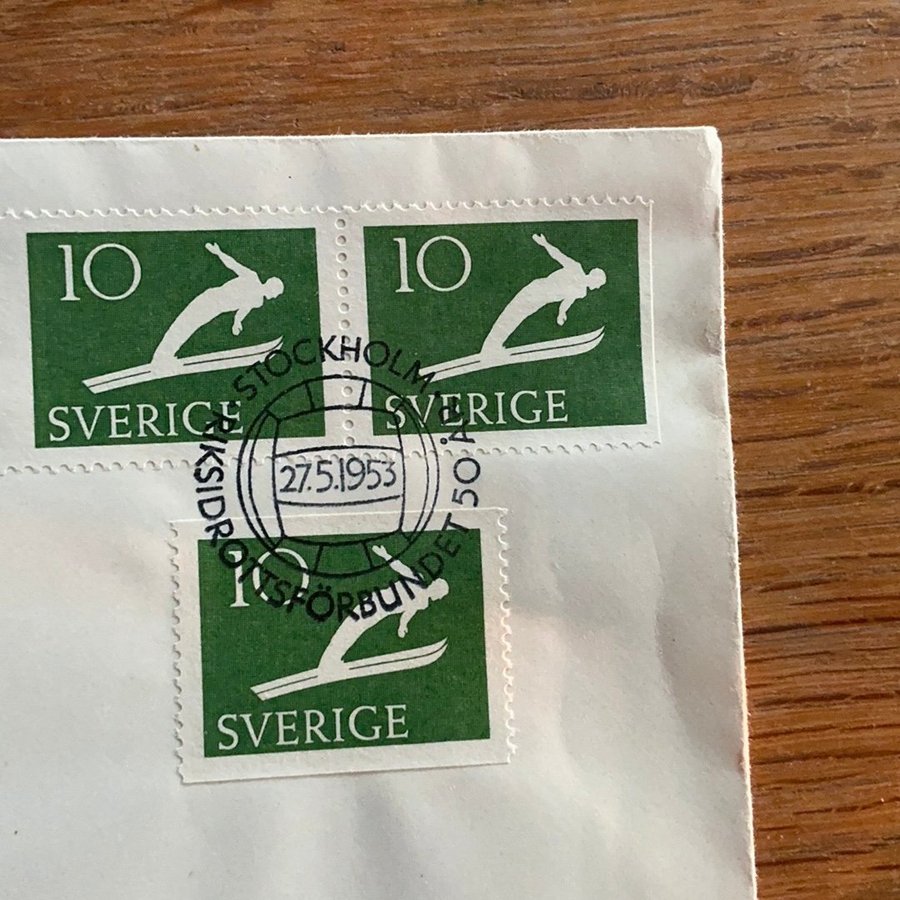 10
SVERIGE
10
SVERIGE
STOCKHOLM
27.5.1953
RIKSIDROTTSFÖRBUNDET 50 ÅR
10
SVERIGE